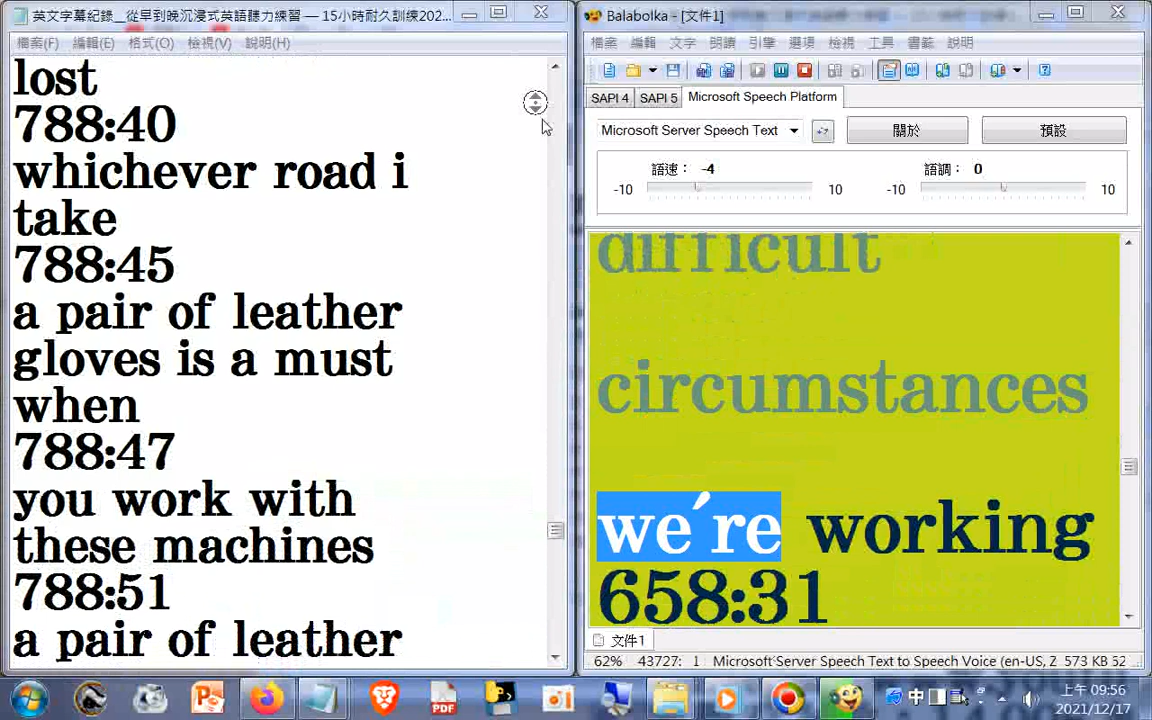 英文字幕紀錄__從早到晚沉浸式英語聽力練習 — 15小時耐久訓練202...
檔案(F) 編輯(E) 格式(O) 檢視(V) 說明(H)
lost
788:40
whichever road i
take
788:45
a pair of leather
gloves is a must
when
788:47
you work with
these machines
788:51
a pair of leather
Balabolka - [文件1]
檔案 編輯 文字 朗讀 引擎 選項 檢視 工具 書籤 說明
SAPI 4 SAPI 5 Microsoft Speech Platform
Microsoft Server Speech Text 關於 預設
語速： -4 語調： 0
-10 10 -10 10
difficult
circumstances
we´re working
658:31
文件1
62% 43727: 1 Microsoft Server Speech Text to Speech Voice (en-US, Z 573 KB 52
中
上午 09:56
2021/12/17